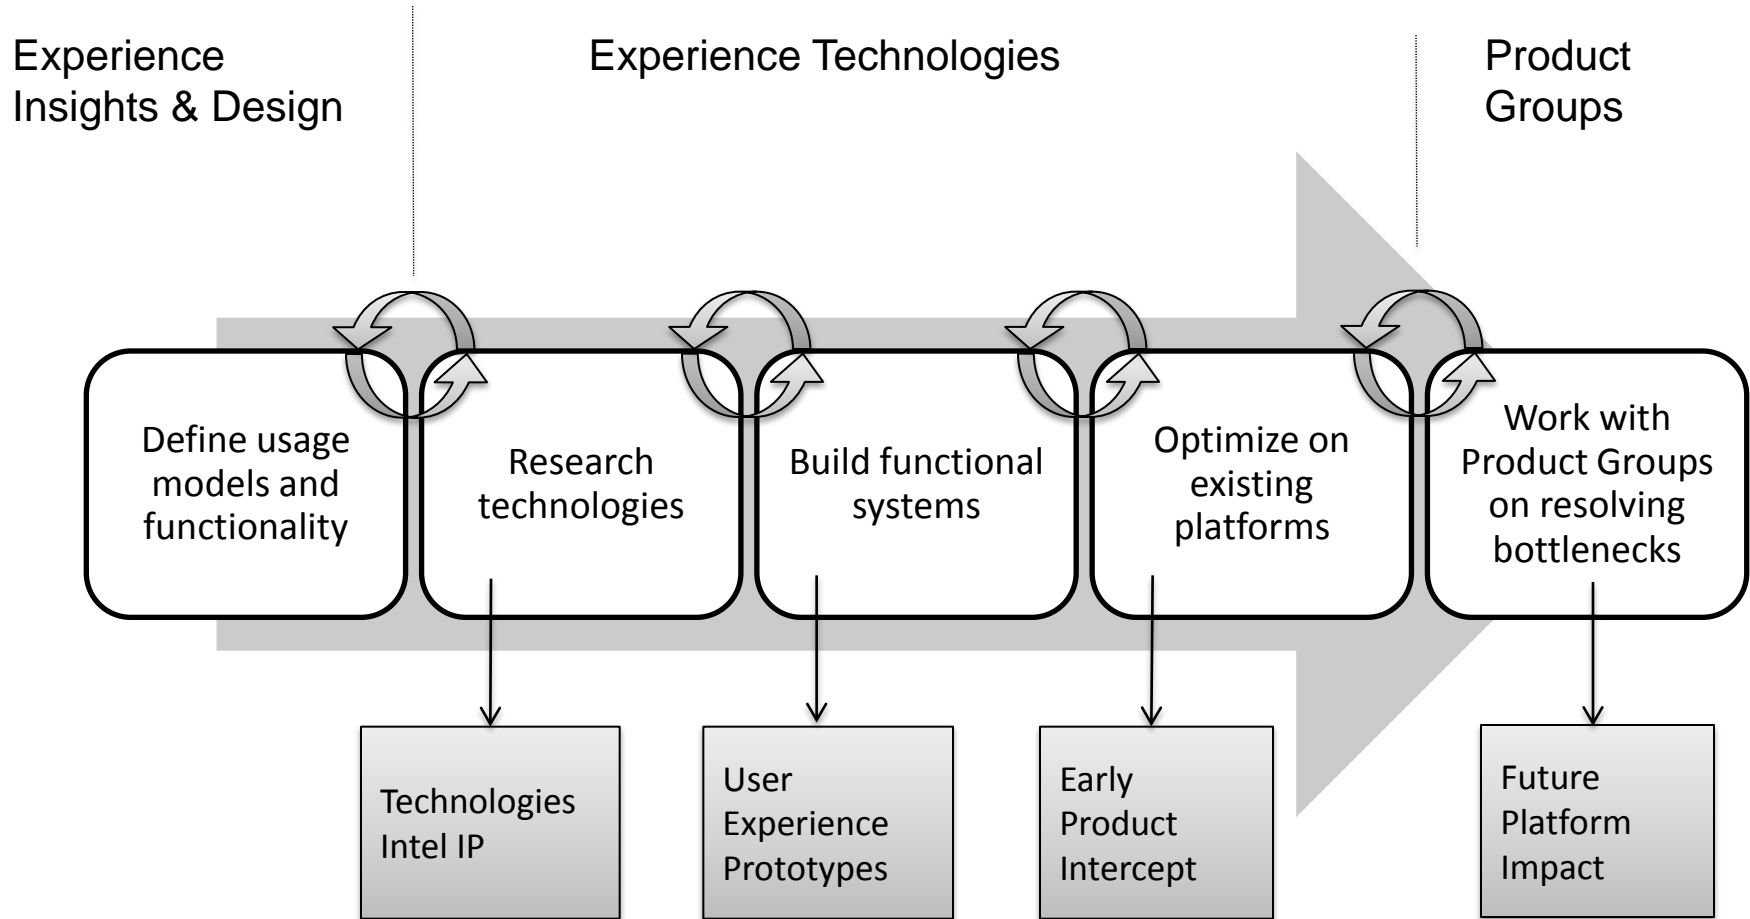 Experience
Insights & Design
Experience Technologies
Product
Groups
Define usage
models and
functionality
Research
technologies
Build functional
systems
Optimize on
existing
platforms
Work with
Product Groups
on resolving
bottlenecks
Technologies
Intel IP
User
Experience
Prototypes
Early
Product
Intercept
Future
Platform
Impact